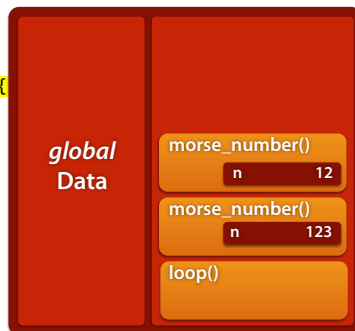 {
global
Data
morse_number()
n 12
morse_number()
n 123
loop()